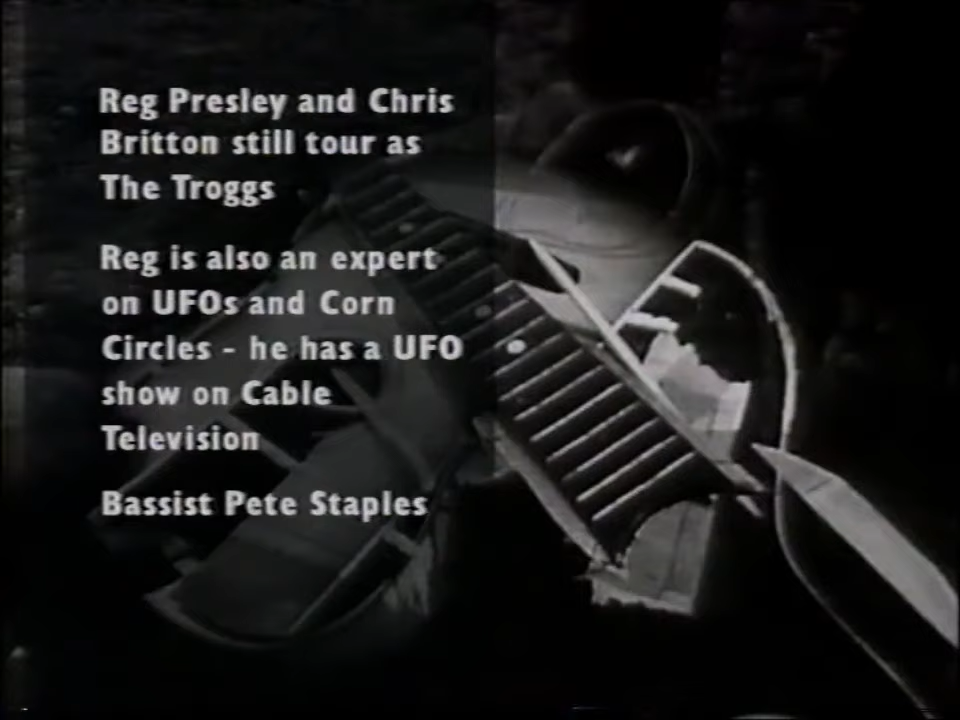 Reg Presley and Chris
Britton still tour as
The Troggs
Reg is also an expert
on UFOs and Corn
Circles - he has a UFO
show on Cable
Television
Bassist Pete Staples